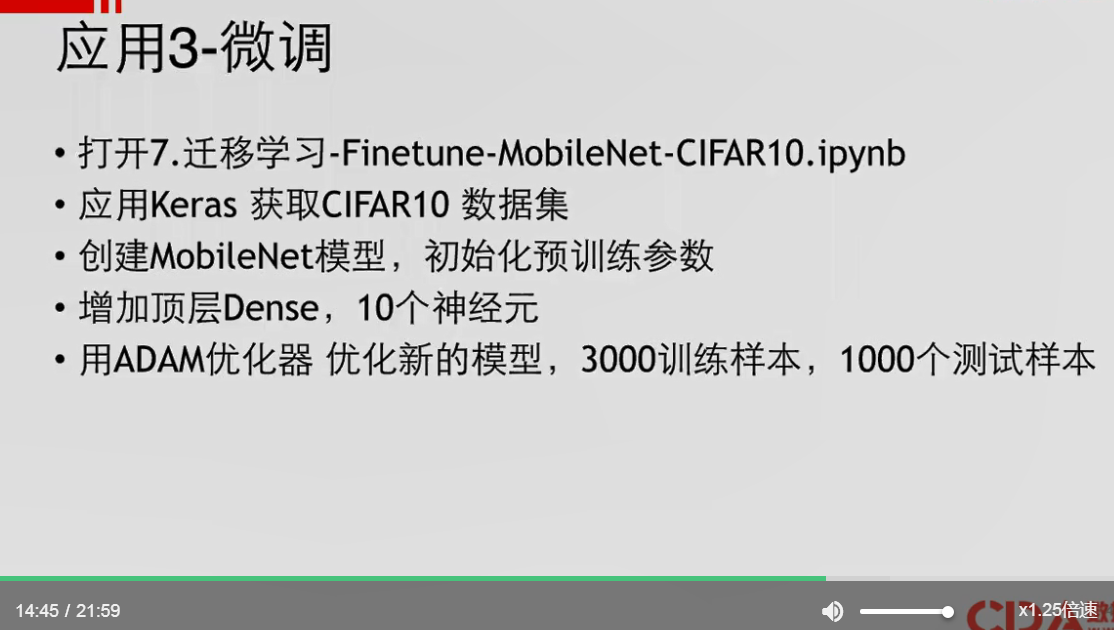 应用3-微调
• 打开7.迁移学习-Finetune-MobileNet-CIFAR10.ipynb
• 应用Keras 获取CIFAR10 数据集
• 创建MobileNet模型，初始化预训练参数
• 增加顶层Dense，10个神经元
• 用ADAM优化器 优化新的模型，3000训练样本，1000个测试样本
14:45 / 21:59
x1.25倍速
CDA